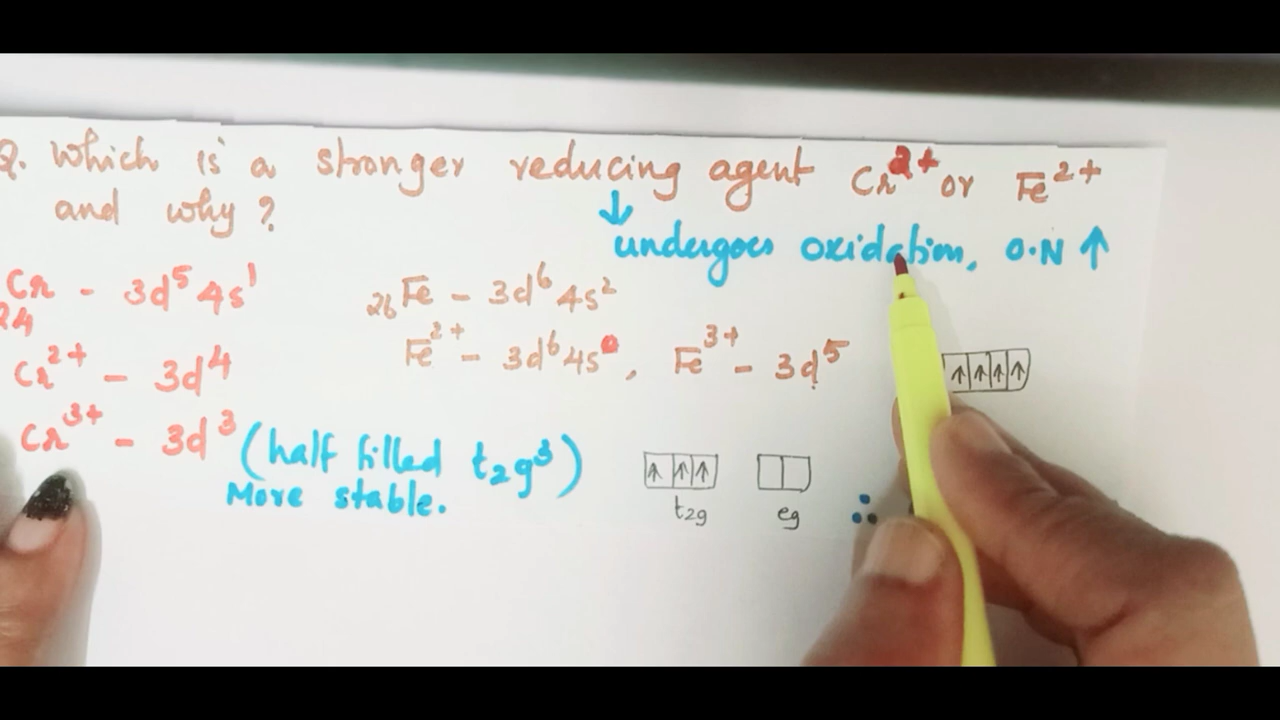 Q. Which is a stronger reducing agent Cr²⁺ or Fe²⁺
and why?
↓
undergoes oxidation, O.N ↑
₂₄Cr - 3d⁵ 4s¹
Cr²⁺ - 3d⁴
Cr³⁺ - 3d³ (half filled t₂g³)
More stable.
₂₆Fe - 3d⁶ 4s²
Fe²⁺ - 3d⁶ 4s⁰, Fe³⁺ - 3d⁵
↑ ↑ ↑ ↑
↑ ↑ ↑
t₂g eg
∴